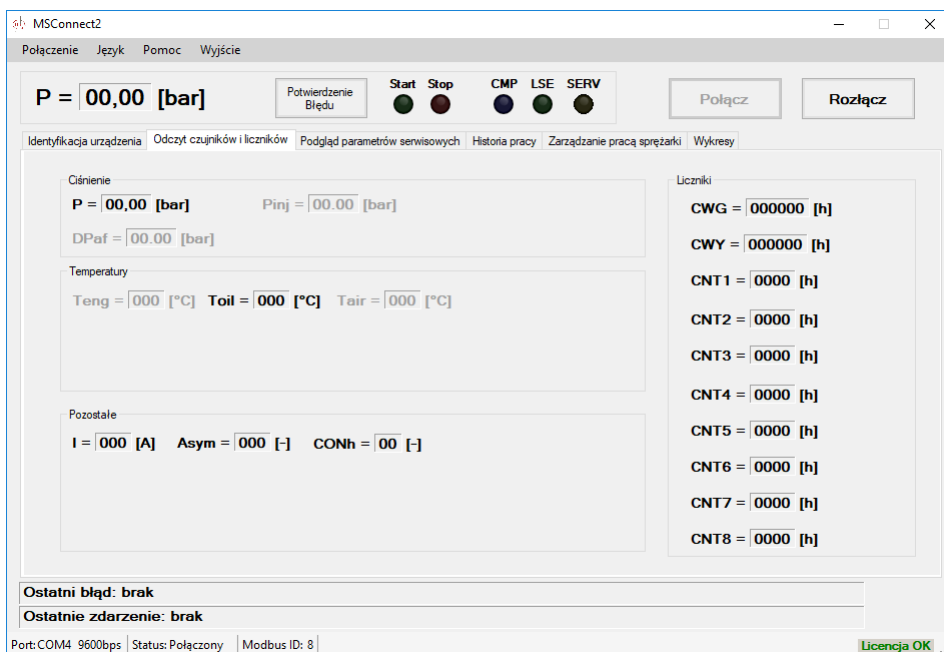 MSConnect2
Połączenie Język Pomoc Wyjście
P = 00,00 [bar]
Potwierdzenie
Błędu
Start Stop CMP LSE SERV
Połącz
Rozłącz
Identyfikacja urządzenia Odczyt czujników i liczników Podgląd parametrów serwisowych Historia pracy Zarządzanie pracą sprężarki Wykresy
Ciśnienie
P = 00,00 [bar] Pinj = 00.00 [bar]
DPaf = 00.00 [bar]
Temperatury
Teng = 000 [°C] Toil = 000 [°C] Tair = 000 [°C]
Pozostałe
I = 000 [A] Asym = 000 [-] CONh = 00 [-]
Liczniki
CWG = 000000 [h]
CWY = 000000 [h]
CNT1 = 0000 [h]
CNT2 = 0000 [h]
CNT3 = 0000 [h]
CNT4 = 0000 [h]
CNT5 = 0000 [h]
CNT6 = 0000 [h]
CNT7 = 0000 [h]
CNT8 = 0000 [h]
Ostatni błąd: brak
Ostatnie zdarzenie: brak
Port: COM4 9600bps Status: Połączony Modbus ID: 8 Licencja OK